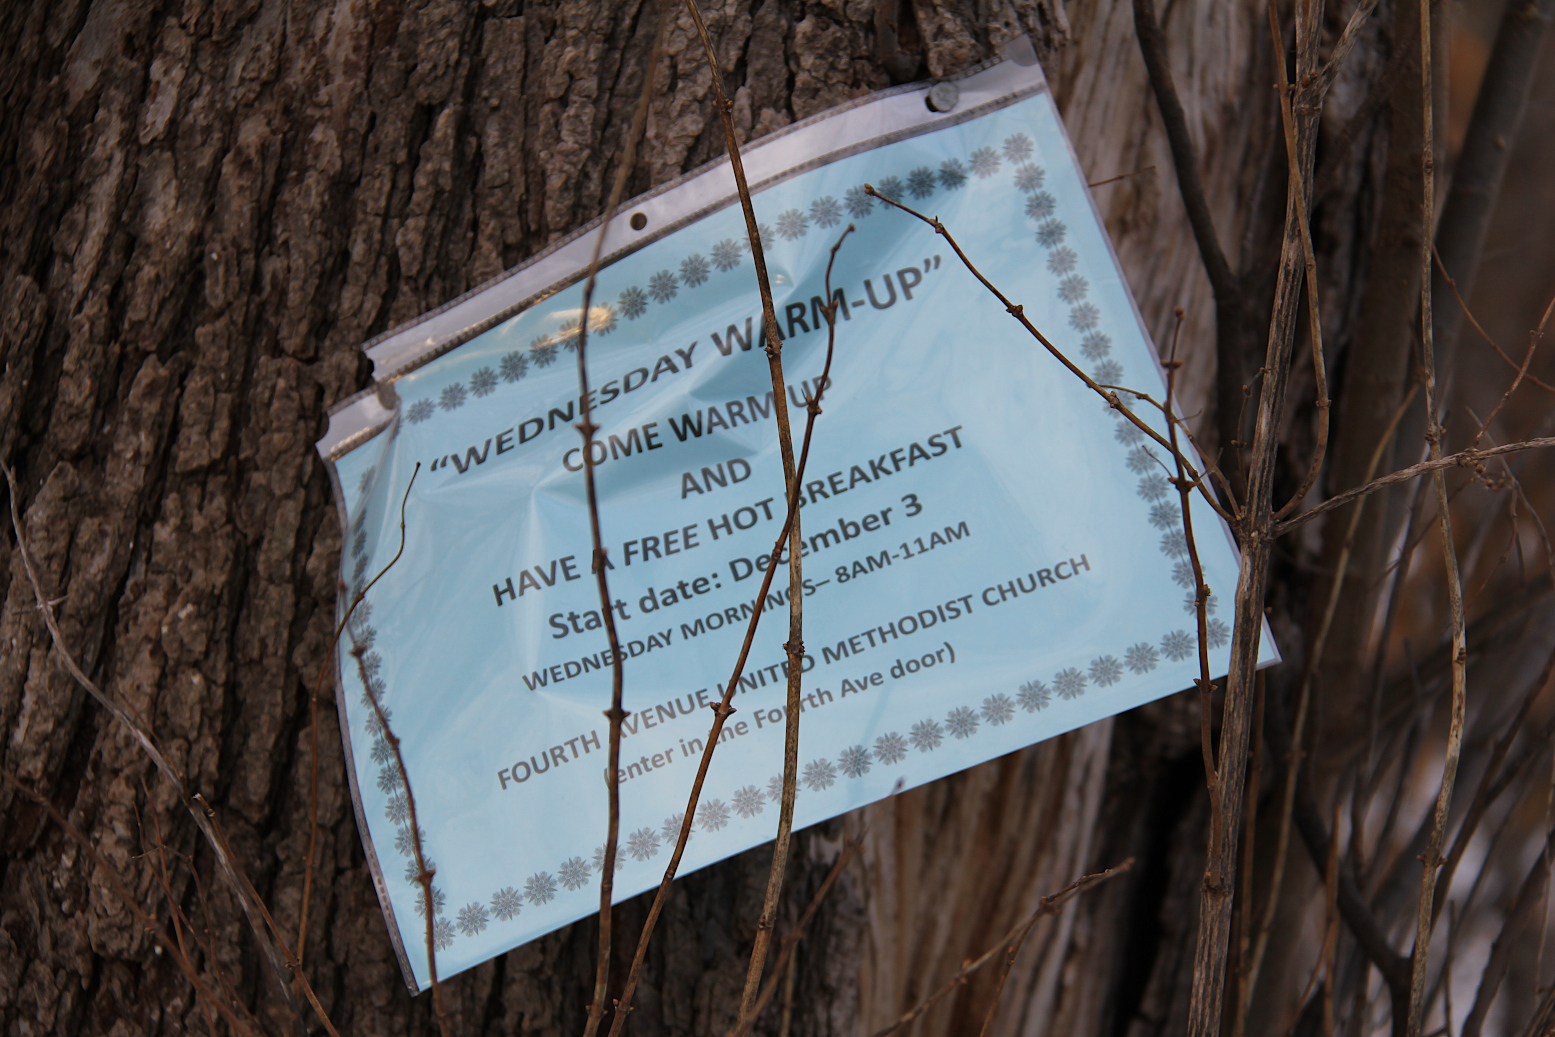 “WEDNESDAY WARM-UP”
COME WARM UP
AND
HAVE A FREE HOT BREAKFAST
Start date: December 3
WEDNESDAY MORNINGS– 8AM-11AM
FOURTH AVENUE UNITED METHODIST CHURCH
(enter in the Fourth Ave door)